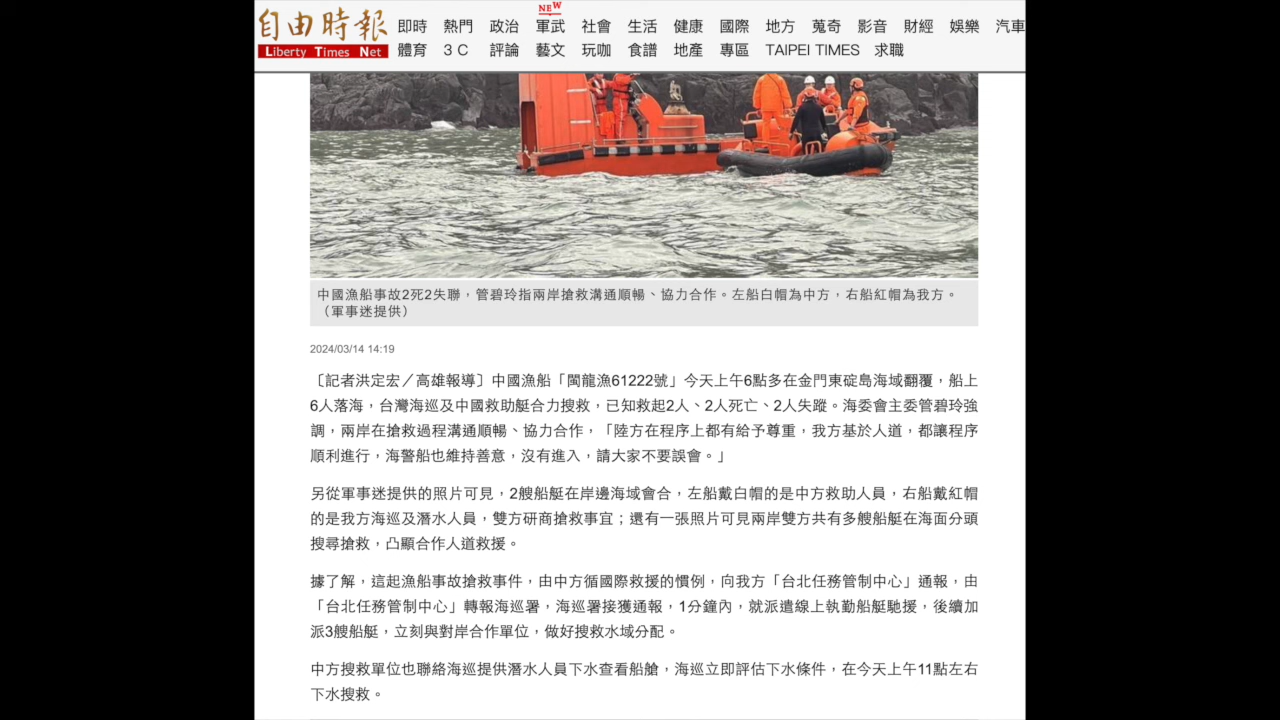 自由時報
Liberty Times Net
NEW
即時 熱門 政治 軍武 社會 生活 健康 國際 地方 蒐奇 影音 財經 娛樂 汽車
體育 3 C 評論 藝文 玩咖 食譜 地產 專區 TAIPEI TIMES 求職
中國漁船事故2死2失聯，管碧玲指兩岸搶救溝通順暢、協力合作。左船白帽為中方，右船紅帽為我方。
（軍事迷提供）
2024/03/14 14:19
〔記者洪定宏／高雄報導〕中國漁船「閩龍漁61222號」今天上午6點多在金門東碇島海域翻覆，船上
6人落海，台灣海巡及中國救助艇合力搜救，已知救起2人、2人死亡、2人失蹤。海委會主委管碧玲強
調，兩岸在搶救過程溝通順暢、協力合作，「陸方在程序上都有給予尊重，我方基於人道，都讓程序
順利進行，海警船也維持善意，沒有進入，請大家不要誤會。」
另從軍事迷提供的照片可見，2艘船艇在岸邊海域會合，左船戴白帽的是中方救助人員，右船戴紅帽
的是我方海巡及潛水人員，雙方研商搶救事宜；還有一張照片可見兩岸雙方共有多艘船艇在海面分頭
搜尋搶救，凸顯合作人道救援。
據了解，這起漁船事故搶救事件，由中方循國際救援的慣例，向我方「台北任務管制中心」通報，由
「台北任務管制中心」轉報海巡署，海巡署接獲通報，1分鐘內，就派遣線上執勤船艇馳援，後續加
派3艘船艇，立刻與對岸合作單位，做好搜救水域分配。
中方搜救單位也聯絡海巡提供潛水人員下水查看船艙，海巡立即評估下水條件，在今天上午11點左右
下水搜救。